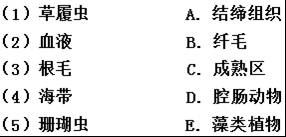 (1) 草履虫 A. 结缔组织
(2) 血液 B. 纤毛
(3) 根毛 C. 成熟区
(4) 海带 D. 腔肠动物
(5) 珊瑚虫 E. 藻类植物